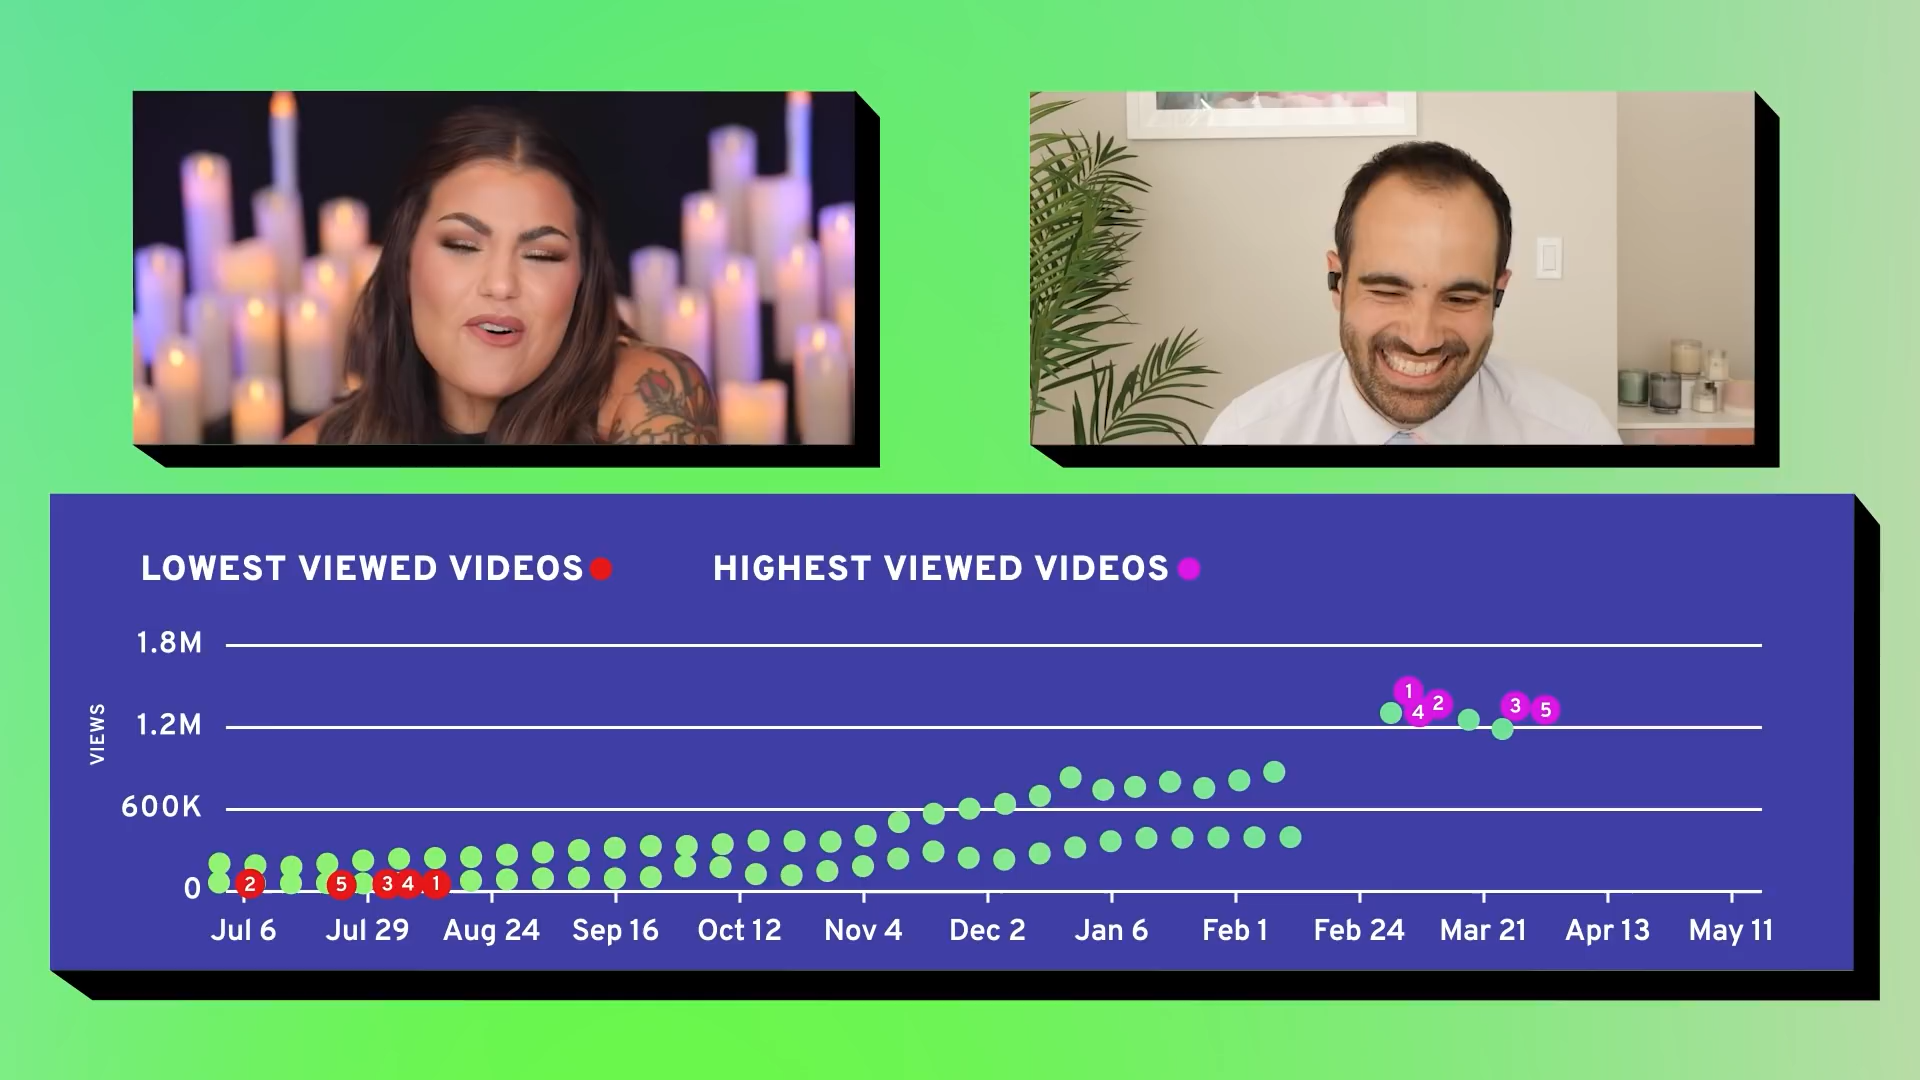 LOWEST VIEWED VIDEOS
HIGHEST VIEWED VIDEOS
1.8M
1.2M
600K
0
VIEWS
1
4
2
3
5
2
5
3
4
1
Jul 6
Jul 29
Aug 24
Sep 16
Oct 12
Nov 4
Dec 2
Jan 6
Feb 1
Feb 24
Mar 21
Apr 13
May 11